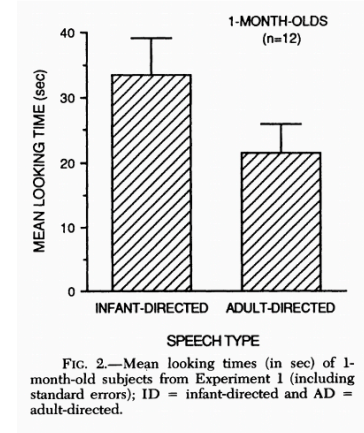 1-MONTH-OLDS
(n=12)
40
30
20
10
0
MEAN LOOKING TIME (sec)
INFANT-DIRECTED ADULT-DIRECTED
SPEECH TYPE
FIG. 2.—Mean looking times (in sec) of 1-
month-old subjects from Experiment 1 (including
standard errors); ID = infant-directed and AD =
adult-directed.